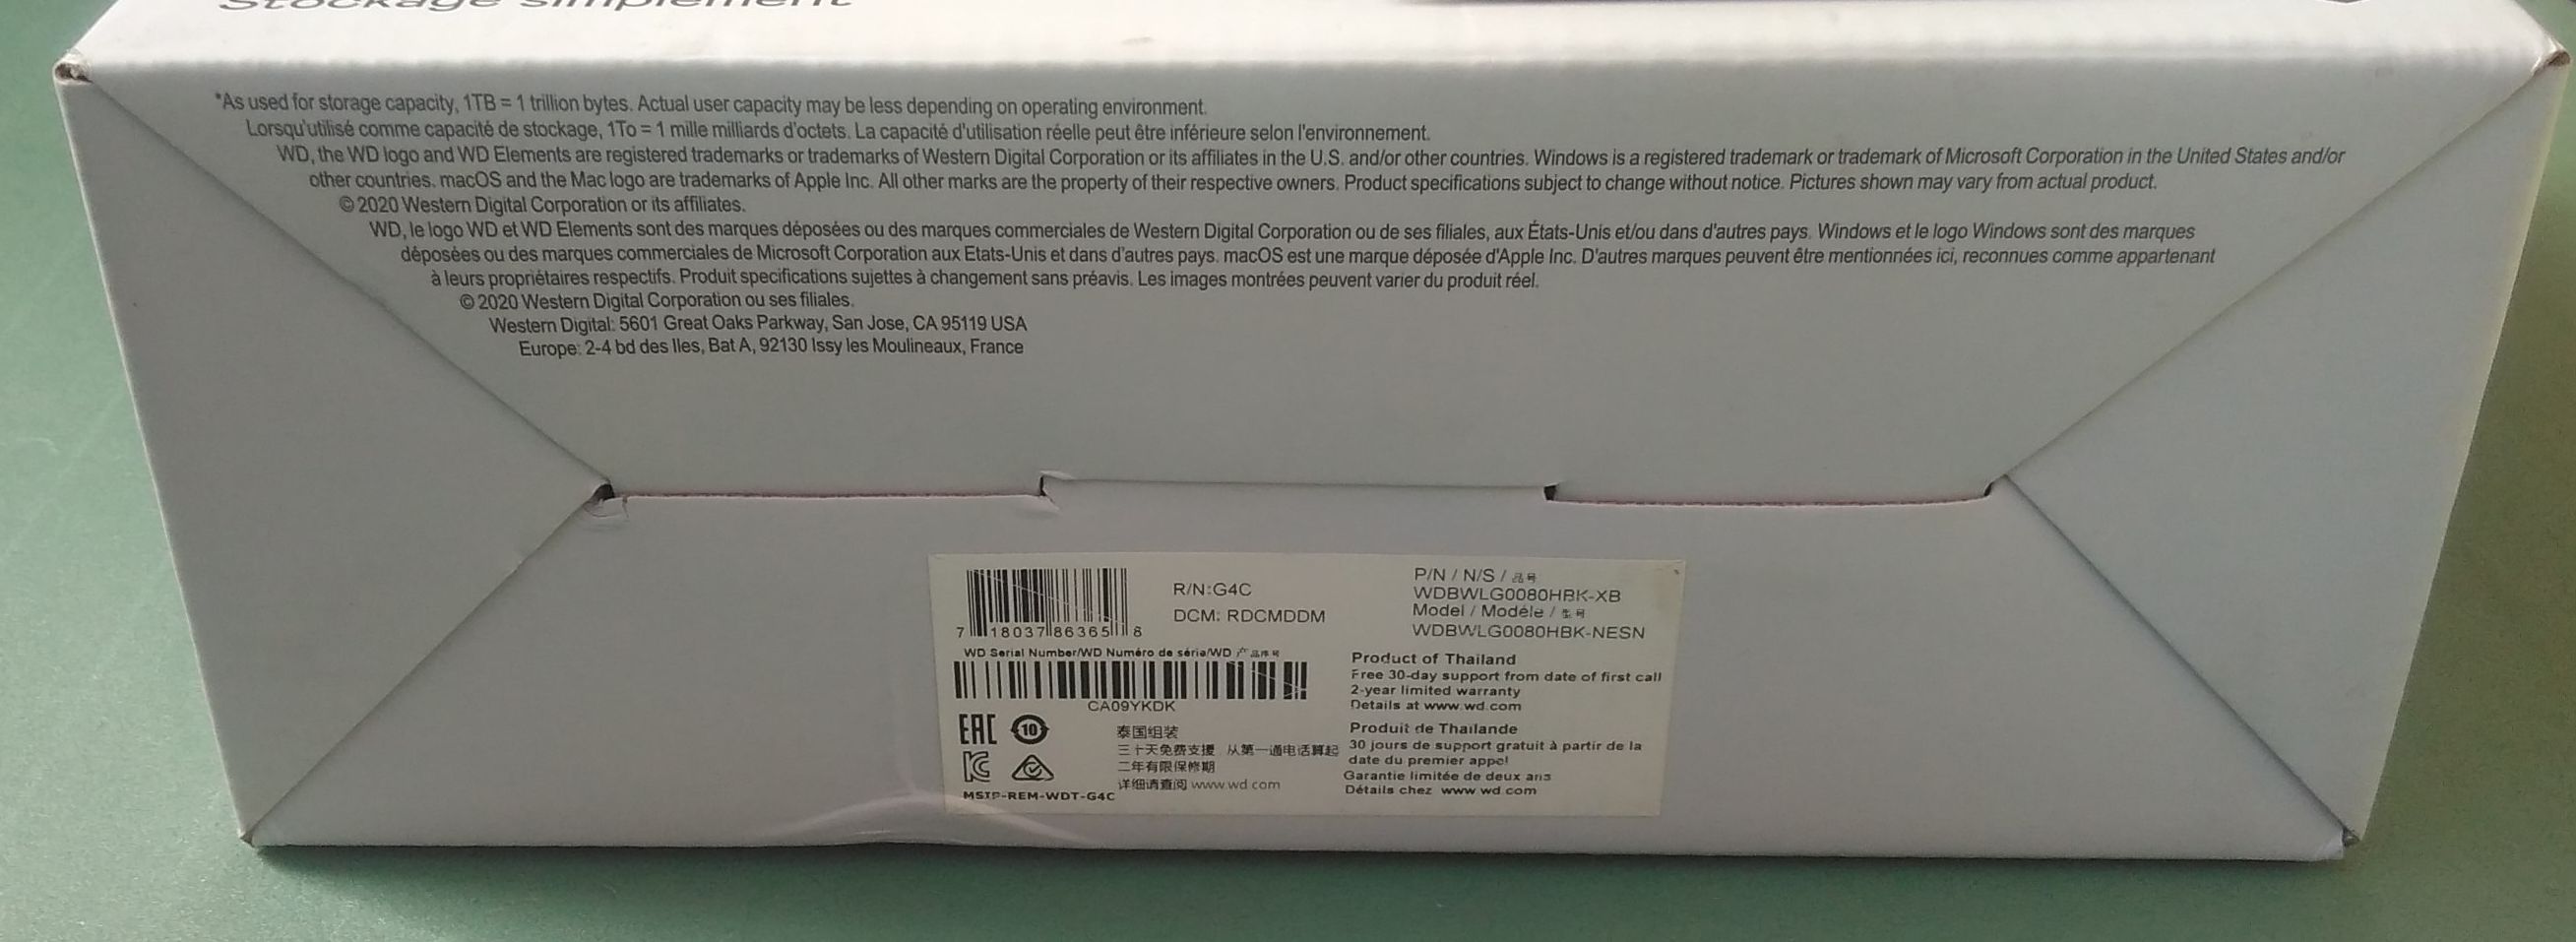 Stockage simplement
*As used for storage capacity, 1TB = 1 trillion bytes. Actual user capacity may be less depending on operating environment.
Lorsqu'utilisé comme capacité de stockage, 1To = 1 mille milliards d'octets. La capacité d'utilisation réelle peut être inférieure selon l'environnement.
WD, the WD logo and WD Elements are registered trademarks or trademarks of Western Digital Corporation or its affiliates in the U.S. and/or other countries. Windows is a registered trademark or trademark of Microsoft Corporation in the United States and/or
other countries. macOS and the Mac logo are trademarks of Apple Inc. All other marks are the property of their respective owners. Product specifications subject to change without notice. Pictures shown may vary from actual product.
© 2020 Western Digital Corporation or its affiliates.
WD, le logo WD et WD Elements sont des marques déposées ou des marques commerciales de Western Digital Corporation ou de ses filiales, aux États-Unis et/ou dans d'autres pays. Windows et le logo Windows sont des marques
déposées ou des marques commerciales de Microsoft Corporation aux Etats-Unis et dans d'autres pays. macOS est une marque déposée d'Apple Inc. D'autres marques peuvent être mentionnées ici, reconnues comme appartenant
à leurs propriétaires respectifs. Produit specifications sujettes à changement sans préavis. Les images montrées peuvent varier du produit réel.
© 2020 Western Digital Corporation ou ses filiales.
Western Digital: 5601 Great Oaks Parkway, San Jose, CA 95119 USA
Europe: 2-4 bd des Iles, Bat A, 92130 Issy les Moulineaux, France
7 18037 86365 8
R/N:G4C
DCM: RDCMDDM
P/N / N/S / 品号
WDBWLG0080HBK-XB
Model / Modèle / 型号
WDBWLG0080HBK-NESN
WD Serial Number/WD Numéro de série/WD 产品序号
CA09YKDK
Product of Thailand
Free 30-day support from date of first call
2-year limited warranty
Details at www.wd.com
EAC 10
MSIP-REM-WDT-G4C
泰国组装
三十天免费支援 从第一通电话算起
二年有限保修期
详细请查阅 www.wd.com
Produit de Thaïlande
30 jours de support gratuit à partir de la
date du premier appel
Garantie limitée de deux ans
Détails chez www.wd.com